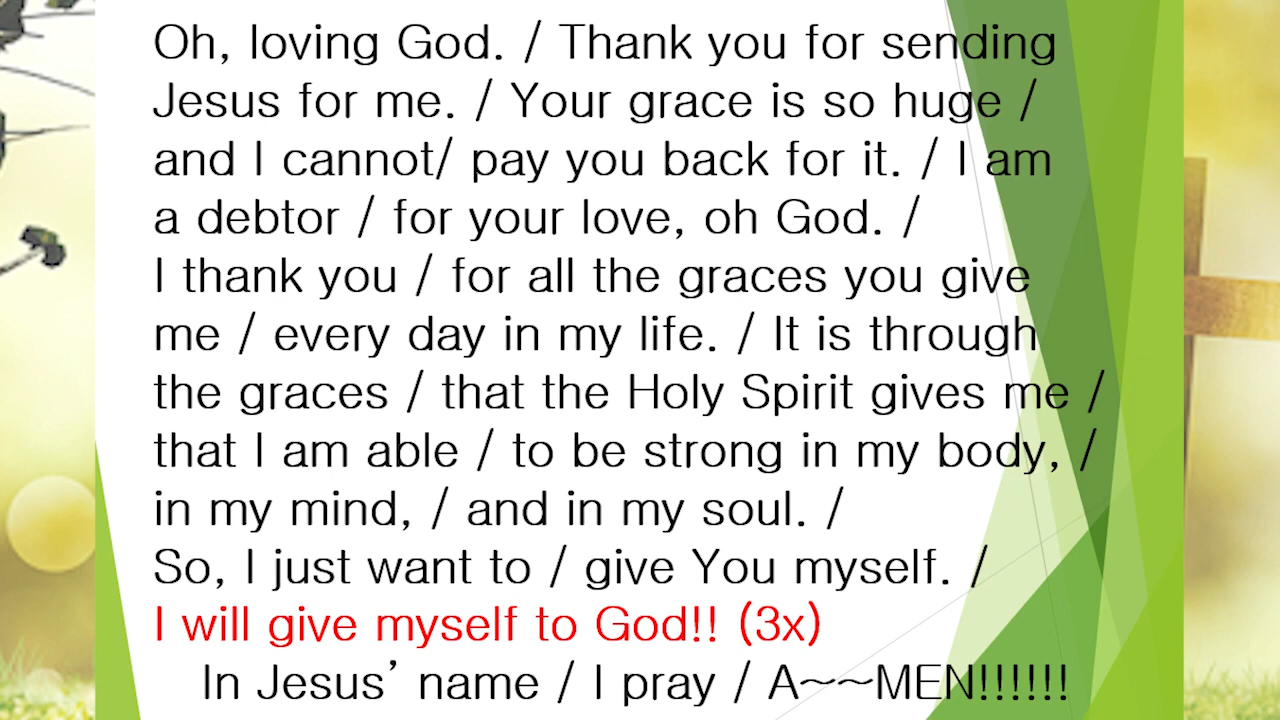 Oh, loving God. / Thank you for sending
Jesus for me. / Your grace is so huge /
and I cannot/ pay you back for it. / I am
a debtor / for your love, oh God. /
I thank you / for all the graces you give
me / every day in my life. / It is through
the graces / that the Holy Spirit gives me /
that I am able / to be strong in my body, /
in my mind, / and in my soul. /
So, I just want to / give You myself. /
I will give myself to God!! (3x)
In Jesus’ name / I pray / A~~MEN!!!!!!